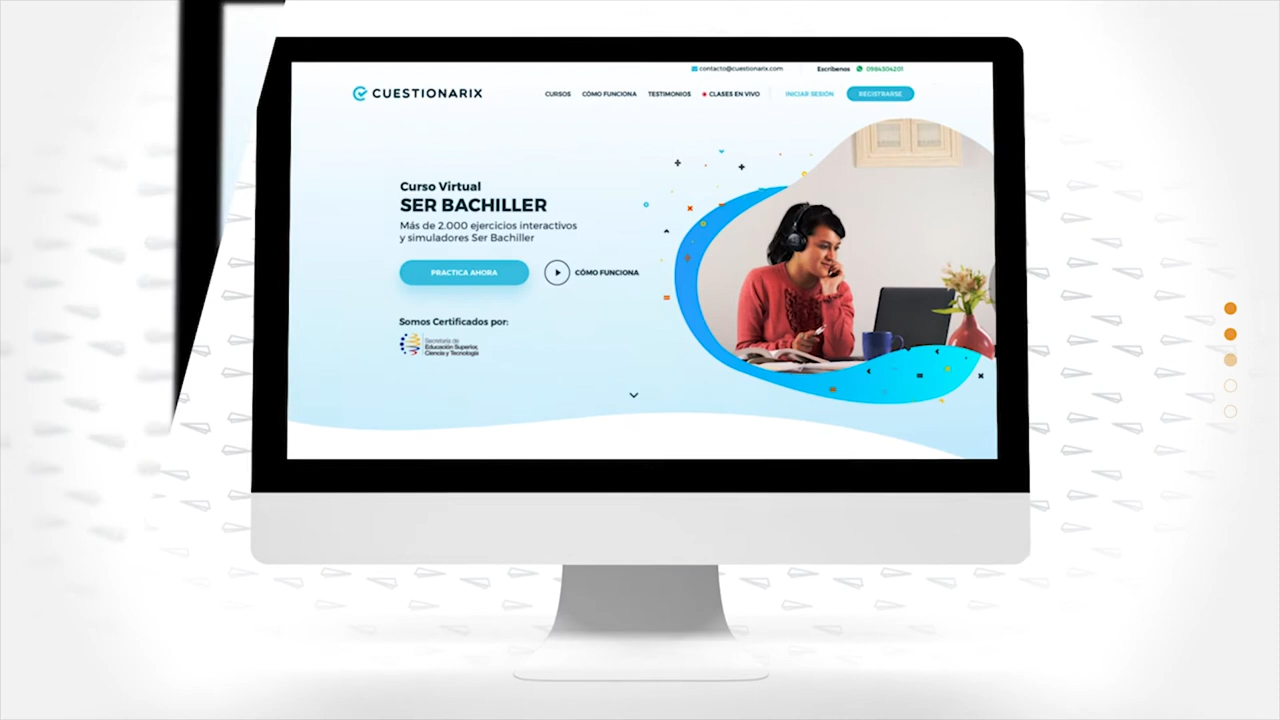 contacto@cuestionarix.com
Escríbenos 0984304201
CUESTIONARIX
CURSOS CÓMO FUNCIONA TESTIMONIOS CLASES EN VIVO INICIAR SESIÓN REGISTRARSE
Curso Virtual
SER BACHILLER
Más de 2.000 ejercicios interactivos
y simuladores Ser Bachiller
PRACTICA AHORA
CÓMO FUNCIONA
Somos Certificados por:
Secretaría de
Educación Superior,
Ciencia y Tecnología